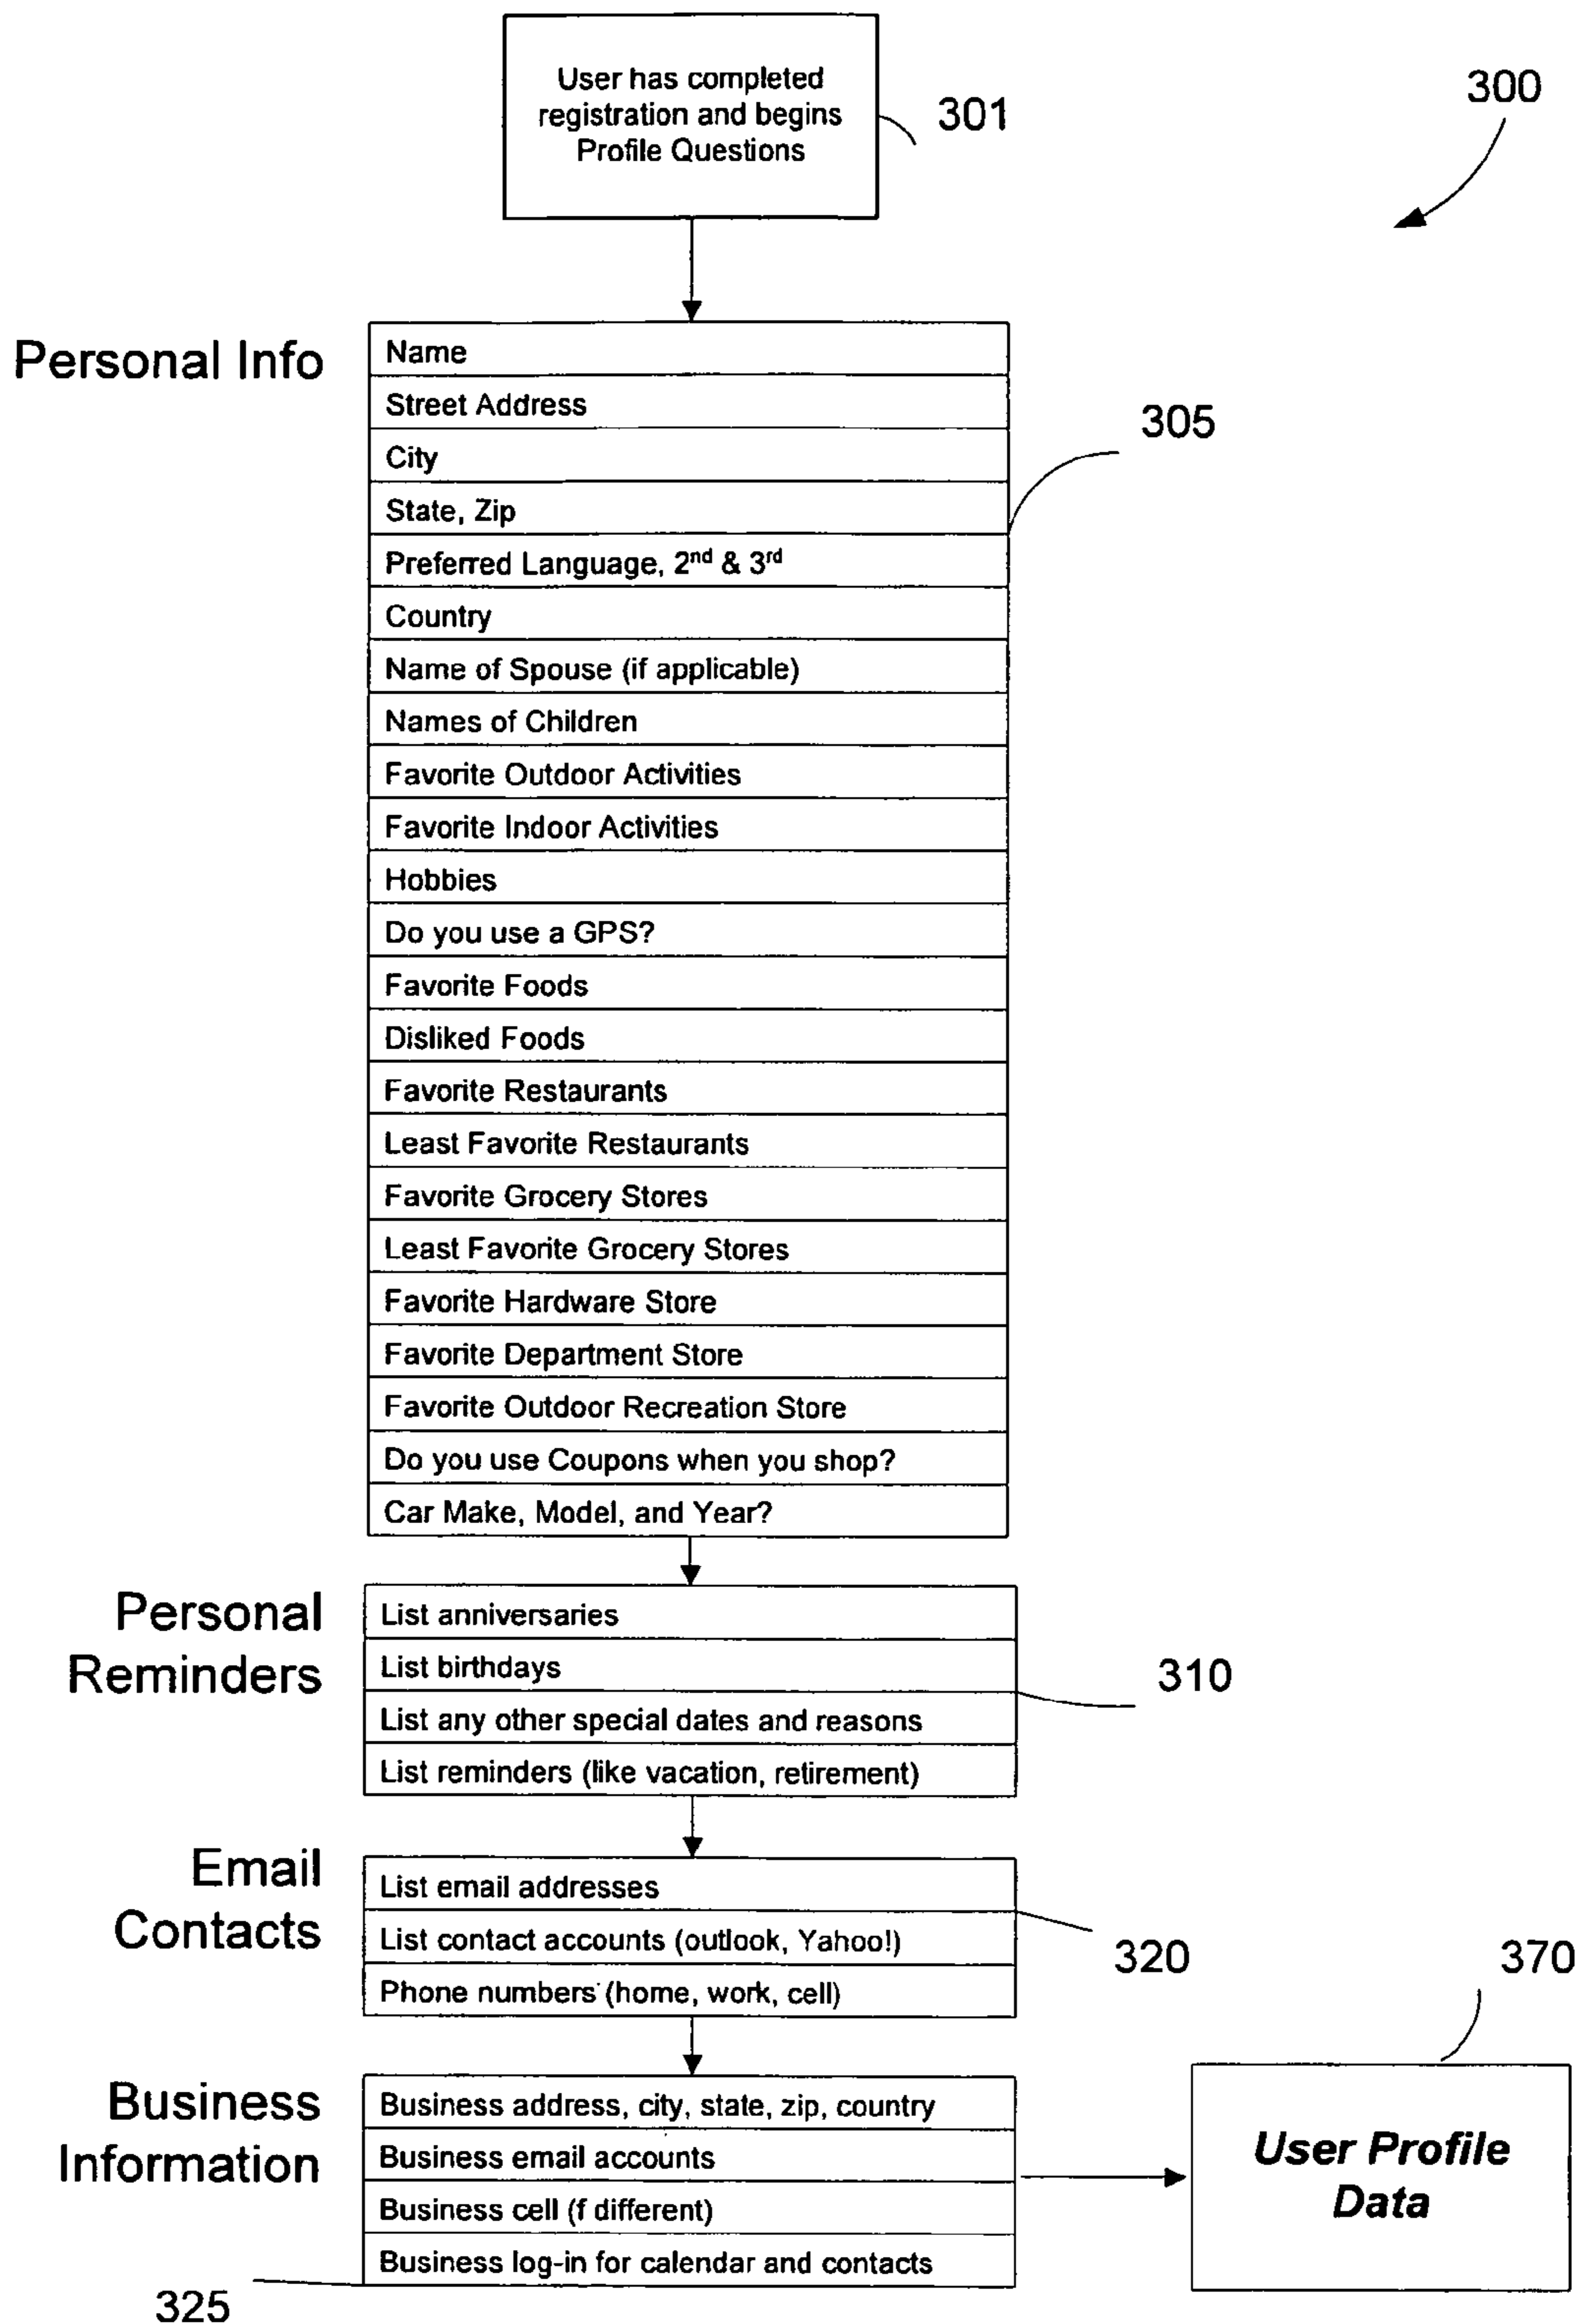 User has completed
registration and begins
Profile Questions
301
300
Personal Info
Name
Street Address
305
City
State, Zip
Preferred Language, 2nd & 3rd
Country
Name of Spouse (if applicable)
Names of Children
Favorite Outdoor Activities
Favorite Indoor Activities
Hobbies
Do you use a GPS?
Favorite Foods
Disliked Foods
Favorite Restaurants
Least Favorite Restaurants
Favorite Grocery Stores
Least Favorite Grocery Stores
Favorite Hardware Store
Favorite Department Store
Favorite Outdoor Recreation Store
Do you use Coupons when you shop?
Car Make, Model, and Year?
Personal
Reminders
List anniversaries
List birthdays
310
List any other special dates and reasons
List reminders (like vacation, retirement)
Email
Contacts
List email addresses
List contact accounts (outlook, Yahoo!)
320
370
Phone numbers (home, work, cell)
Business
Information
Business address, city, state, zip, country
Business email accounts
Business cell (f different)
Business log-in for calendar and contacts
User Profile
Data
325